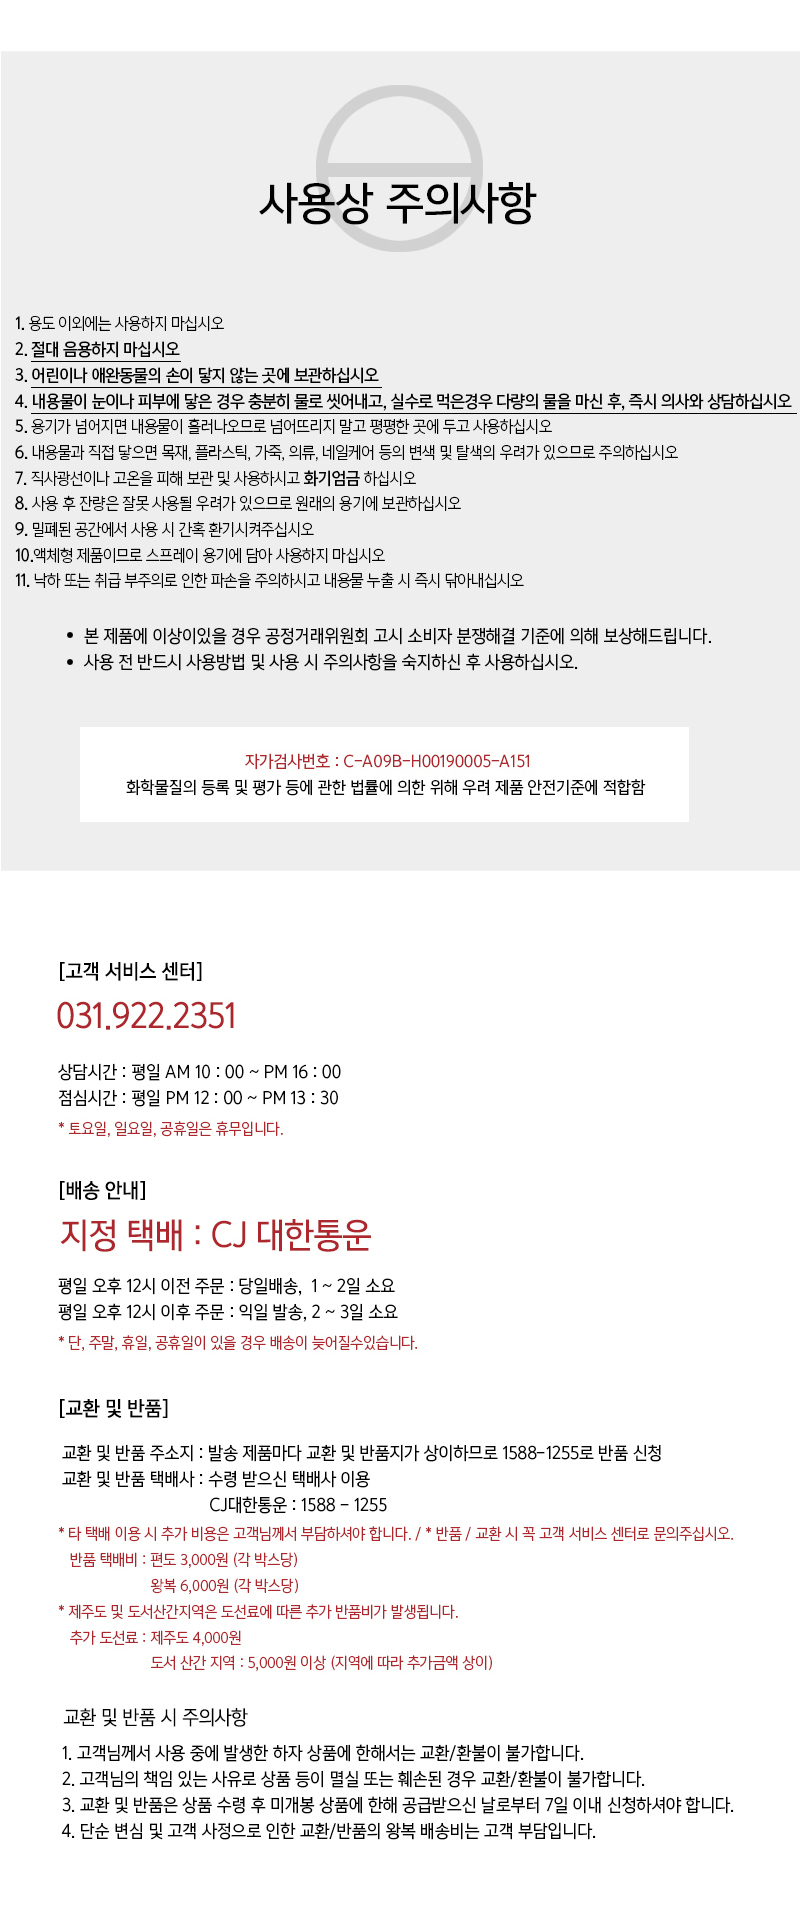 사용상 주의사항
1. 용도 이외에는 사용하지 마십시오
2. 절대 음용하지 마십시오
3. 어린이나 애완동물의 손이 닿지 않는 곳에 보관하십시오
4. 내용물이 눈이나 피부에 닿은 경우 충분히 물로 씻어내고, 실수로 먹은경우 다량의 물을 마신 후, 즉시 의사와 상담하십시오
5. 용기가 넘어지면 내용물이 흘러나오므로 넘어뜨리지 말고 평평한 곳에 두고 사용하십시오
6. 내용물과 직접 닿으면 목재, 플라스틱, 가죽, 의류, 네일케어 등의 변색 및 탈색의 우려가 있으므로 주의하십시오
7. 직사광선이나 고온을 피해 보관 및 사용하시고 화기엄금 하십시오
8. 사용 후 잔량은 잘못 사용될 우려가 있으므로 원래의 용기에 보관하십시오
9. 밀폐된 공간에서 사용 시 간혹 환기시켜주십시오
10.액체형 제품이므로 스프레이 용기에 담아 사용하지 마십시오
11. 낙하 또는 취급 부주의로 인한 파손을 주의하시고 내용물 누출 시 즉시 닦아내십시오
• 본 제품에 이상이있을 경우 공정거래위원회 고시 소비자 분쟁해결 기준에 의해 보상해드립니다.
• 사용 전 반드시 사용방법 및 사용 시 주의사항을 숙지하신 후 사용하십시오.
자가검사번호 : C-A09B-H00190005-A151
화학물질의 등록 및 평가 등에 관한 법률에 의한 위해 우려 제품 안전기준에 적합함
[고객 서비스 센터]
031.922.2351
상담시간 : 평일 AM 10 : 00 ~ PM 16 : 00
점심시간 : 평일 PM 12 : 00 ~ PM 13 : 30
* 토요일, 일요일, 공휴일은 휴무입니다.
[배송 안내]
지정 택배 : CJ 대한통운
평일 오후 12시 이전 주문 : 당일배송, 1 ~ 2일 소요
평일 오후 12시 이후 주문 : 익일 발송, 2 ~ 3일 소요
* 단, 주말, 휴일, 공휴일이 있을 경우 배송이 늦어질수있습니다.
[교환 및 반품]
교환 및 반품 주소지 : 발송 제품마다 교환 및 반품지가 상이하므로 1588-1255로 반품 신청
교환 및 반품 택배사 : 수령 받으신 택배사 이용
CJ대한통운 : 1588 - 1255
* 타 택배 이용 시 추가 비용은 고객님께서 부담하셔야 합니다. / * 반품 / 교환 시 꼭 고객 서비스 센터로 문의주십시오.
반품 택배비 : 편도 3,000원 (각 박스당)
왕복 6,000원 (각 박스당)
* 제주도 및 도서산간지역은 도선료에 따른 추가 반품비가 발생됩니다.
추가 도선료 : 제주도 4,000원
도서 산간 지역 : 5,000원 이상 (지역에 따라 추가금액 상이)
교환 및 반품 시 주의사항
1. 고객님께서 사용 중에 발생한 하자 상품에 한해서는 교환/환불이 불가합니다.
2. 고객님의 책임 있는 사유로 상품 등이 멸실 또는 훼손된 경우 교환/환불이 불가합니다.
3. 교환 및 반품은 상품 수령 후 미개봉 상품에 한해 공급받으신 날로부터 7일 이내 신청하셔야 합니다.
4. 단순 변심 및 고객 사정으로 인한 교환/반품의 왕복 배송비는 고객 부담입니다.